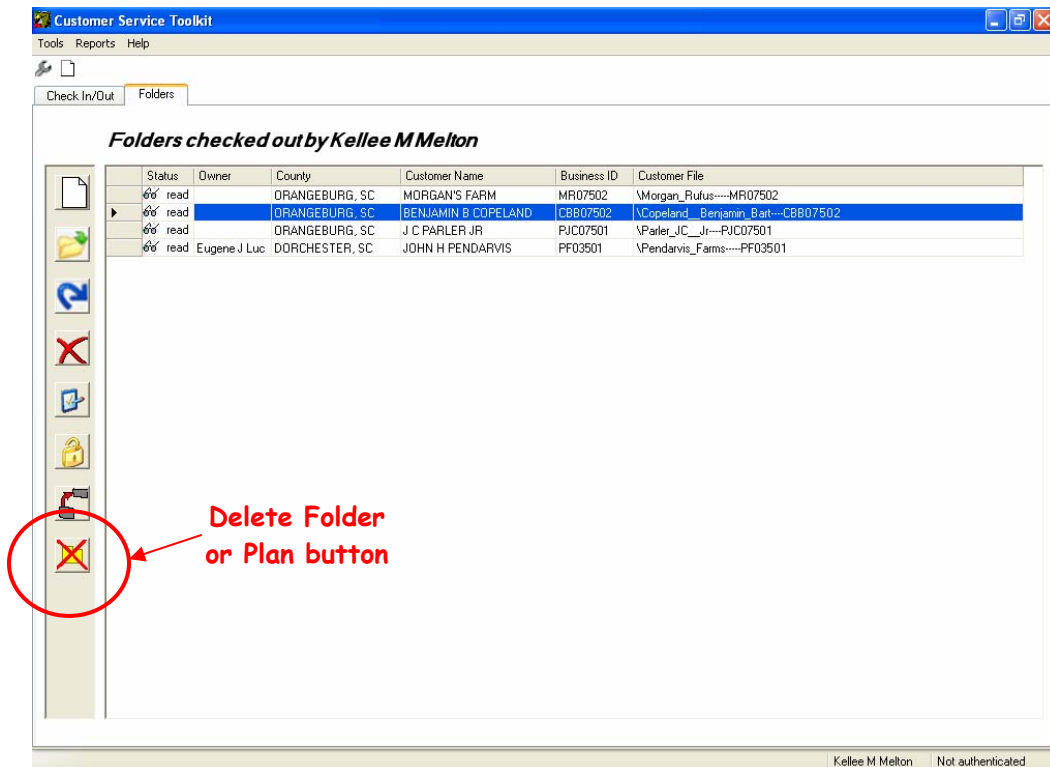 Customer Service Toolkit
Tools Reports Help
Check In/Out Folders
Folders checked out by Kellee M Melton
Status Owner County Customer Name Business ID Customer File
read ORANGEBURG, SC MORGAN'S FARM MR07502 \Morgan_Rufus-----MR07502
read ORANGEBURG, SC BENJAMIN B COPELAND CBB07502 \Copeland__Benjamin_Bart----CBB07502
read ORANGEBURG, SC J C PARLER JR PJC07501 \Parler_JC__Jr----PJC07501
read Eugene J Luc DORCHESTER, SC JOHN H PENDARVIS PF03501 \Pendarvis_Farms-----PF03501
Delete Folder
or Plan button
Kellee M Melton Not authenticated